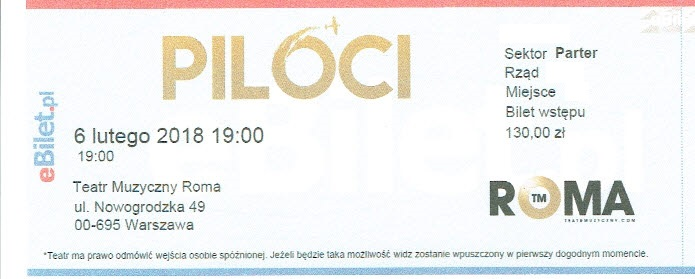 PILOCI
eBilet.pl
6 lutego 2018 19:00
19:00
Teatr Muzyczny Roma
ul. Nowogrodzka 49
00-695 Warszawa
Sektor Parter
Rząd
Miejsce
Bilet wstępu
130,00 zł
ROMA
TM
TEATRMUZYCZNY.COM
*Teatr ma prawo odmówić wejścia osobie spóźnionej. Jeżeli będzie taka możliwość widz zostanie wpuszczony w pierwszy dogodnym momencie.